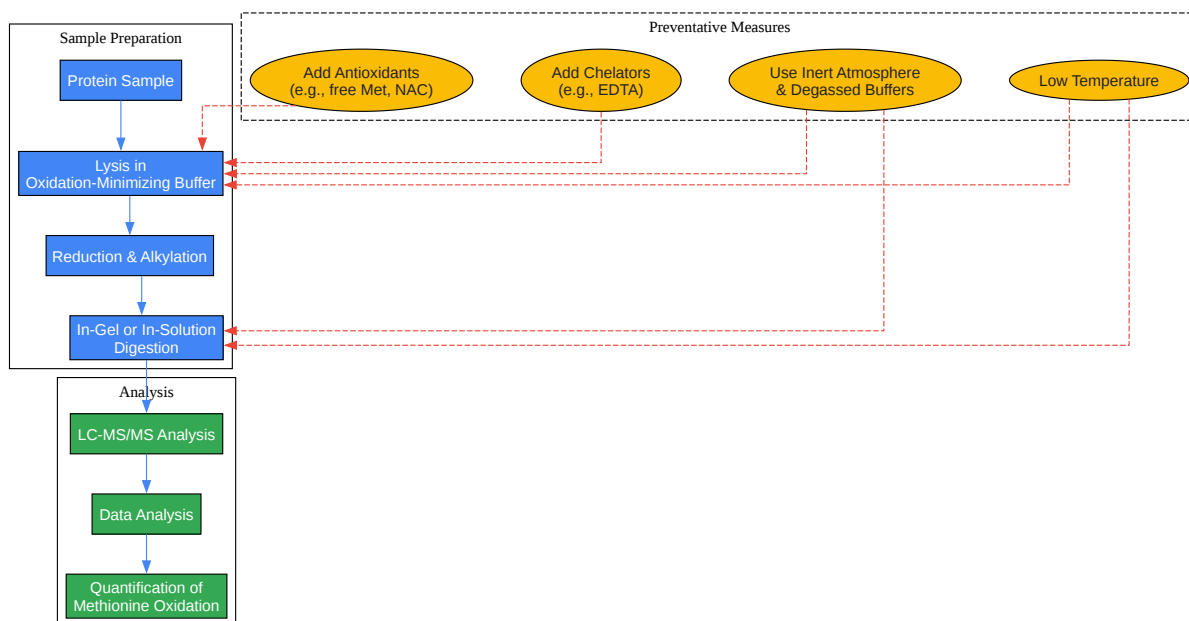 Sample Preparation
Protein Sample
Lysis in
Oxidation-Minimizing Buffer
Reduction & Alkylation
In-Gel or In-Solution
Digestion
Preventative Measures
Add Antioxidants
(e.g., free Met, NAC)
Add Chelators
(e.g., EDTA)
Use Inert Atmosphere
& Degassed Buffers
Low Temperature
Analysis
LC-MS/MS Analysis
Data Analysis
Quantification of
Methionine Oxidation